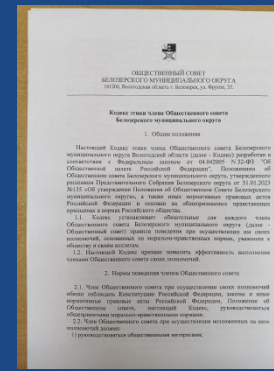 ОБЩЕСТВЕННЫЙ СОВЕТ
БЕЛОЗЕРСКОГО МУНИЦИПАЛЬНОГО ОКРУГА
161200, Вологодская область г. Белозерск, ул. Фрунзе, 35.
Кодекс этики члена Общественного совета
Белозерского муниципального округа
1. Общие положения
Настоящий Кодекс этики члена Общественного совета Белозерского
муниципального округа Вологодской области (далее - Кодекс) разработан в
соответствии с Федеральным законом от 04.04.2005 N 32-ФЗ "Об
Общественной палате Российской Федерации", Положением об
Общественном совете Белозерского муниципального округа, утвержденного
решением Представительного Собрания Белозерского округа от 31.01.2023
№135 «Об утверждении Положения об Общественном Совете Белозерского
муниципального округа», а также иных нормативных правовых актов
Российской Федерации и основан на общепризнанных нравственных
принципах и нормах Российского общества.
1.1. Кодекс устанавливает обязательные для каждого члена
Общественного совета Белозерского муниципального округа (далее -
Общественный совет) правила поведения при осуществлении им своих
полномочий, основанных на морально-нравственных нормах, уважении к
обществу и своим коллегам.
1.2. Настоящий Кодекс призван повысить эффективность выполнения
членами Общественного совета своих полномочий.
2. Нормы поведения членов Общественного совета
2.1. Член Общественного совета при осуществлении своих полномочий
обязан соблюдать Конституцию Российской Федерации, законы и иные
нормативные правовые акты Российской Федерации, Положение об
Общественном совете, настоящий Кодекс, руководствоваться
общепринятыми морально-нравственными нормами.
2.2. Член Общественного совета при осуществлении возложенных на него
полномочий должен:
1) руководствоваться общественными интересами;